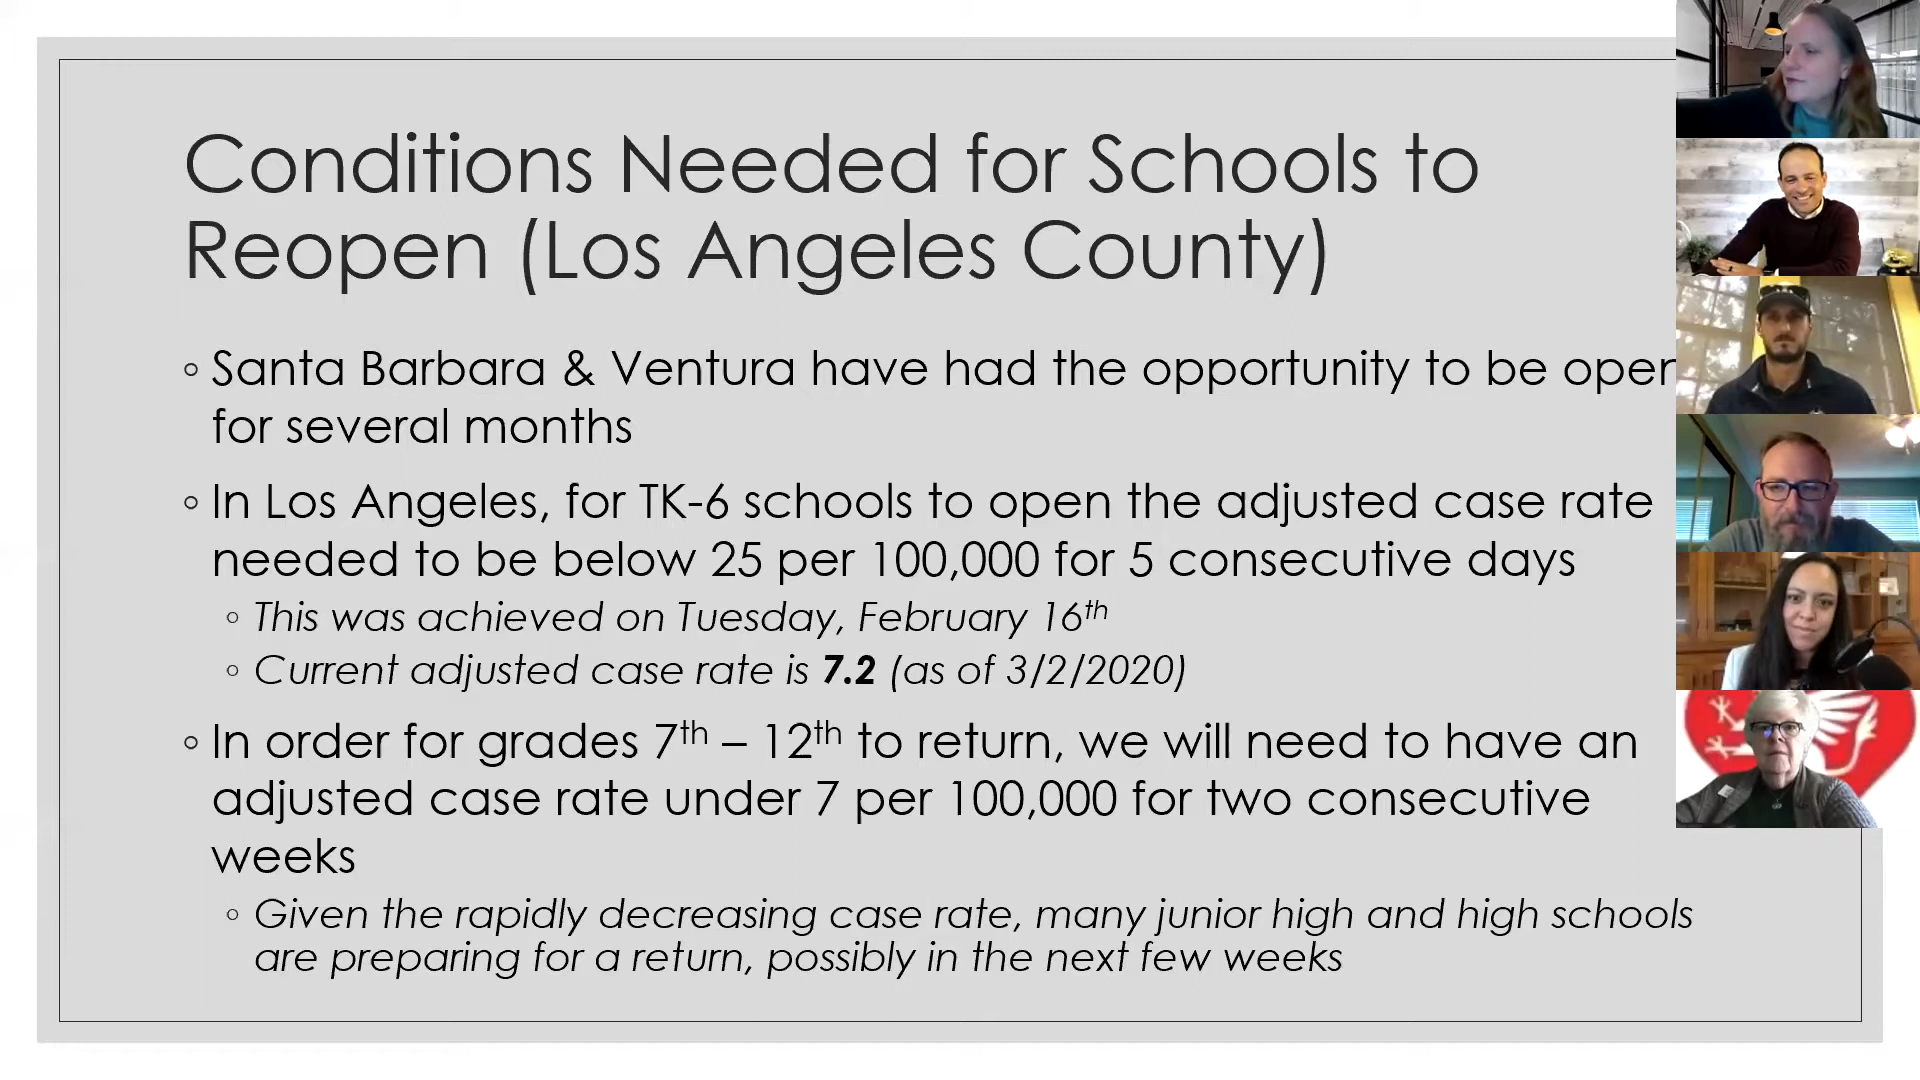 Conditions Needed for Schools to
Reopen (Los Angeles County)
◦ Santa Barbara & Ventura have had the opportunity to be open
for several months
◦ In Los Angeles, for TK-6 schools to open the adjusted case rate
needed to be below 25 per 100,000 for 5 consecutive days
◦ This was achieved on Tuesday, February 16th
◦ Current adjusted case rate is 7.2 (as of 3/2/2020)
◦ In order for grades 7th – 12th to return, we will need to have an
adjusted case rate under 7 per 100,000 for two consecutive
weeks
◦ Given the rapidly decreasing case rate, many junior high and high schools
are preparing for a return, possibly in the next few weeks